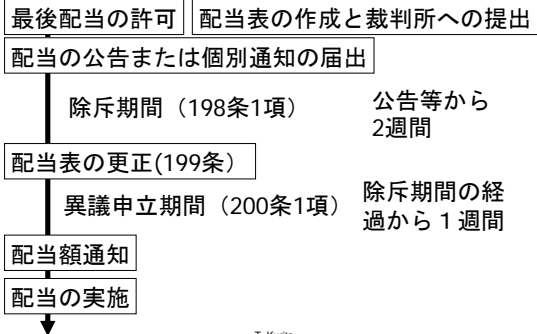 最後配当の許可 配当表の作成と裁判所への提出
配当の公告または個別通知の届出
除斥期間（198条1項） 公告等から
2週間
配当表の更正(199条）
異議申立期間（200条1項） 除斥期間の経
過から１週間
配当額通知
配当の実施
T. Kurita